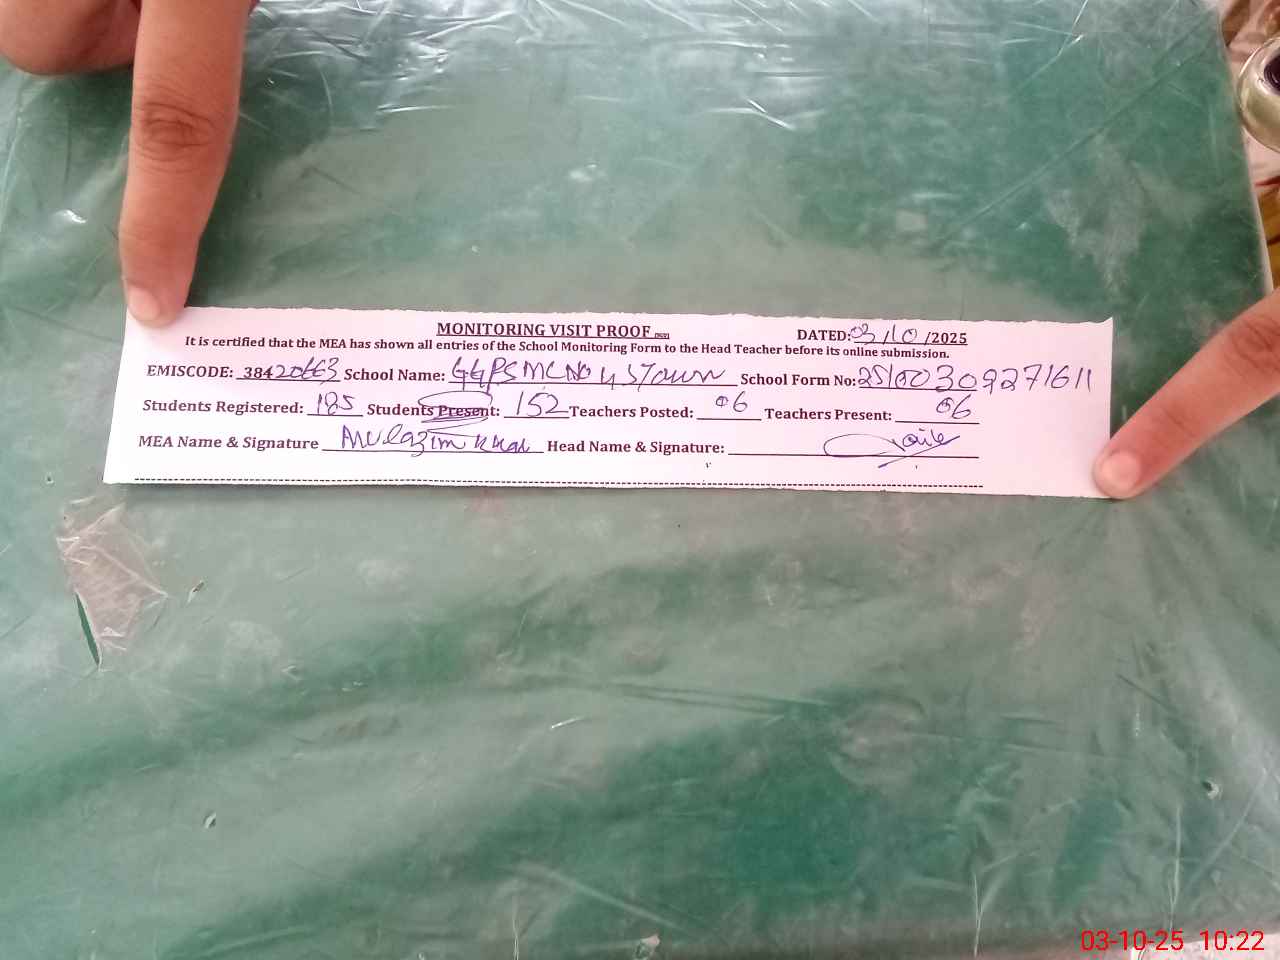 MONITORING VISIT PROOF
DATED: 03/10/2025
It is certified that the MEA has shown all entries of the School Monitoring Form to the Head Teacher before its online submission.
EMISCODE: 38420663 School Name: GGPS MC NO 4 S Town School Form No: 25100309271611
Students Registered: 185 Students Present: 152 Teachers Posted: 06 Teachers Present: 06
MEA Name & Signature Mulazim Head Name & Signature:
03-10-25 10:22